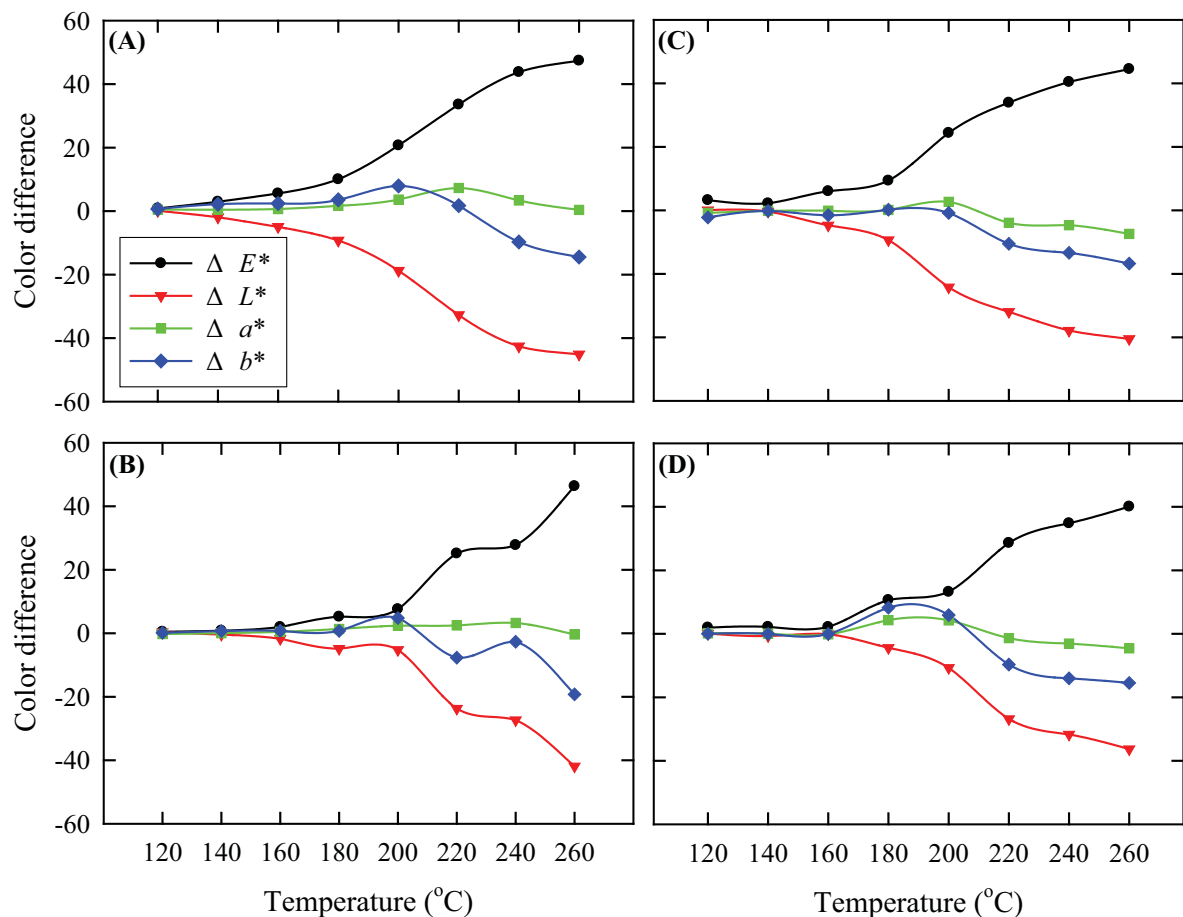 (A)
60
40
20
0
-20
-40
-60
Color difference
Δ E*
Δ L*
Δ a*
Δ b*
(C)
(B)
60
40
20
0
-20
-40
-60
Color difference
120 140 160 180 200 220 240 260
Temperature (°C)
(D)
120 140 160 180 200 220 240 260
Temperature (°C)